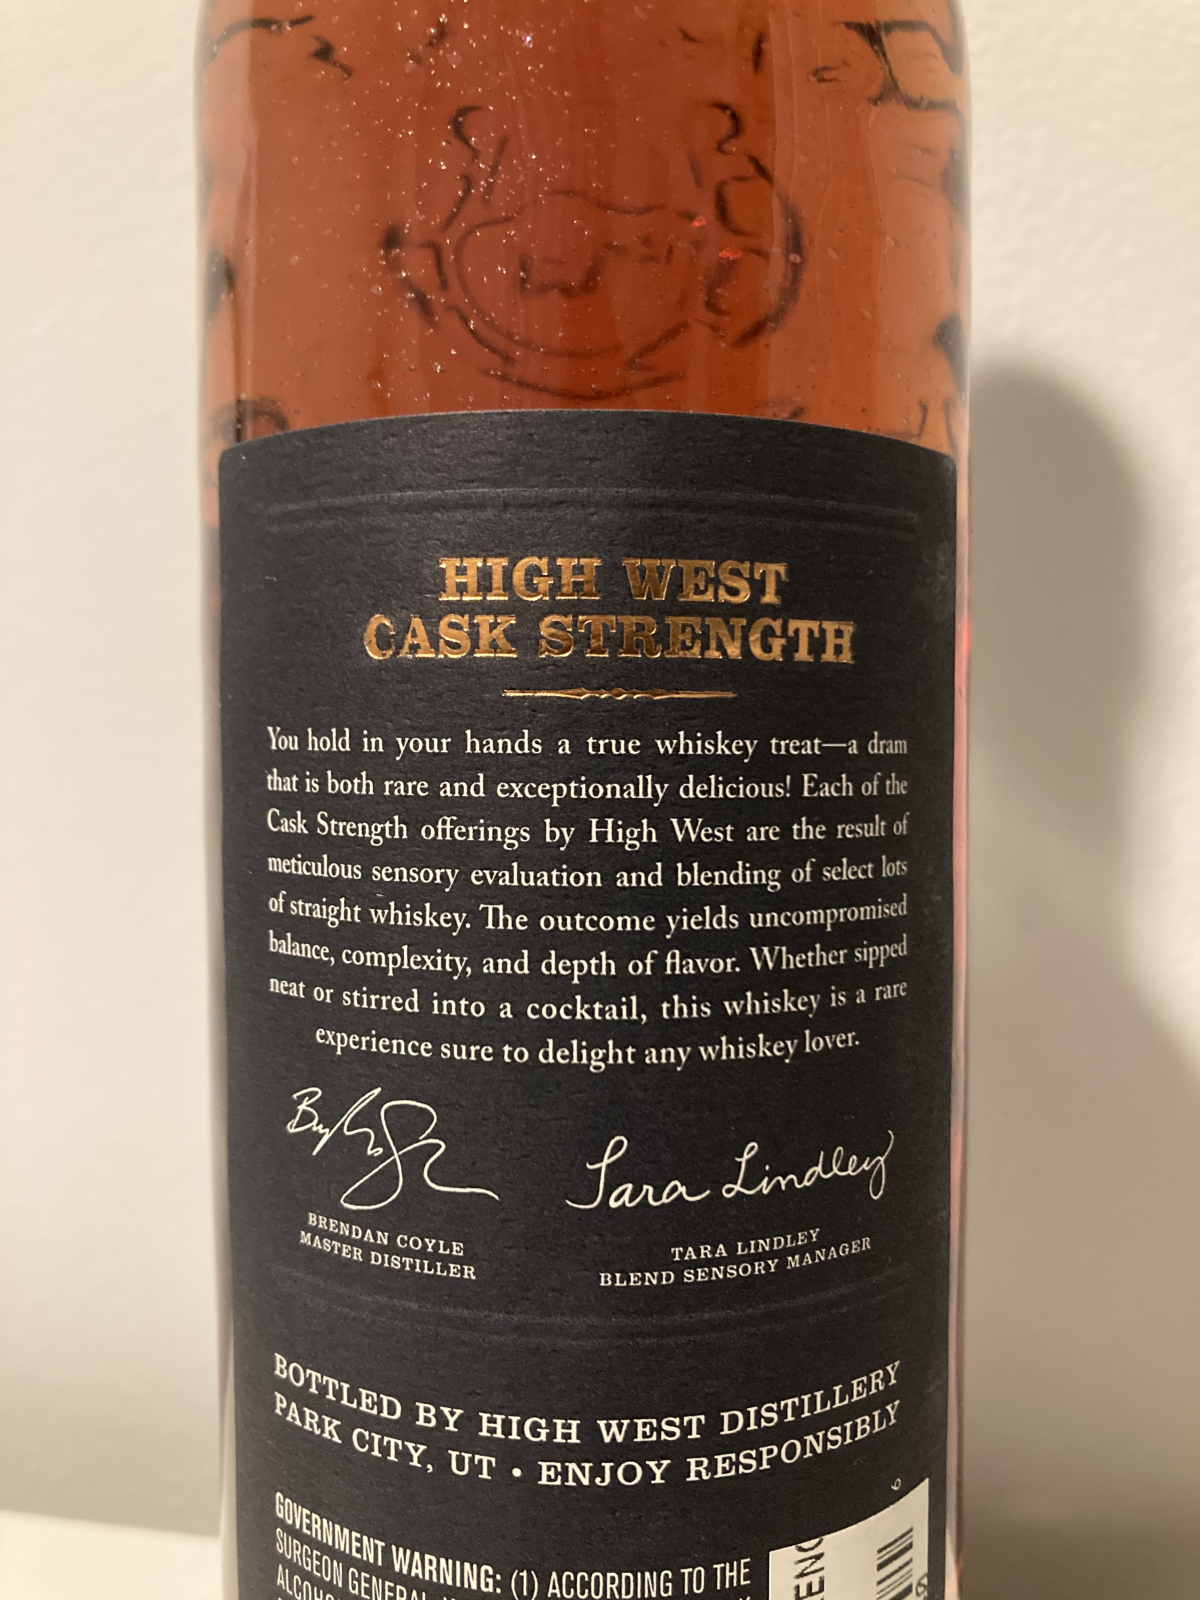 HIGH WEST
CASK STRENGTH
You hold in your hands a true whiskey treat—a dram
that is both rare and exceptionally delicious! Each of the
Cask Strength offerings by High West are the result of
meticulous sensory evaluation and blending of select lots
of straight whiskey. The outcome yields uncompromised
balance, complexity, and depth of flavor. Whether sipped
neat or stirred into a cocktail, this whiskey is a rare
experience sure to delight any whiskey lover.
Tara Lindley
BRENDAN COYLE
MASTER DISTILLER
TARA LINDLEY
BLEND SENSORY MANAGER
BOTTLED BY HIGH WEST DISTILLERY
PARK CITY, UT • ENJOY RESPONSIBLY
GOVERNMENT WARNING: (1) ACCORDING TO THE
SURGEON GENERAL,